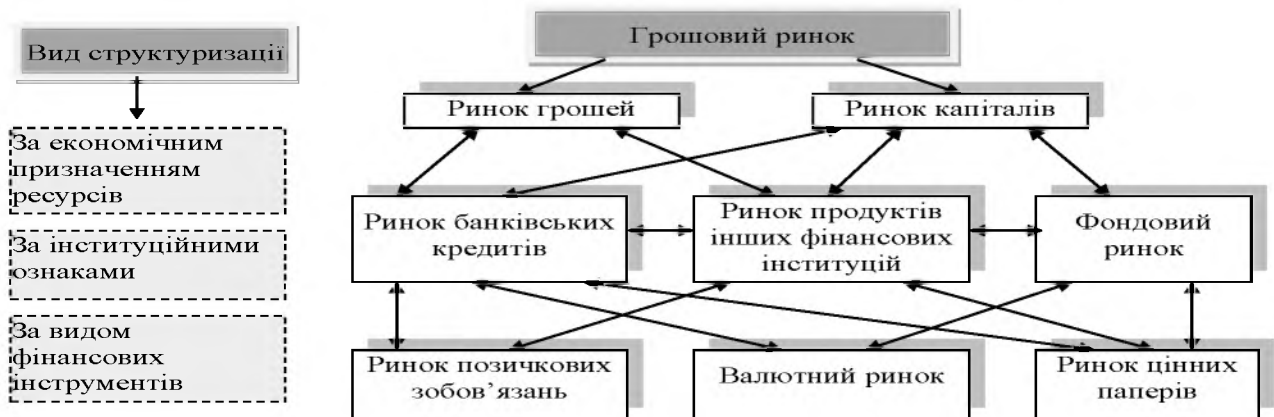 Вид структуризації
За економічним
призначенням
ресурсів
За інституційними
ознаками
За видом
фінансових
інструментів
Грошовий ринок
Ринок грошей
Ринок капіталів
Ринок банківських
кредитів
Ринок продуктів
інших фінансових
інституцій
Фондовий
ринок
Ринок позичкових
зобов’язань
Валютний ринок
Ринок цінних
паперів